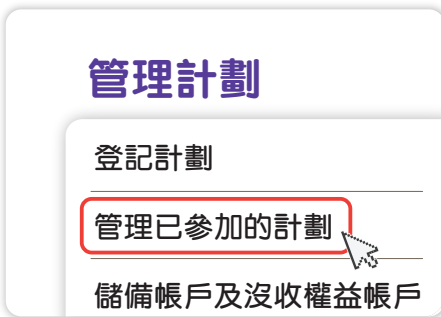 管理計劃
登記計劃
管理已參加的計劃
儲備帳戶及沒收權益帳戶